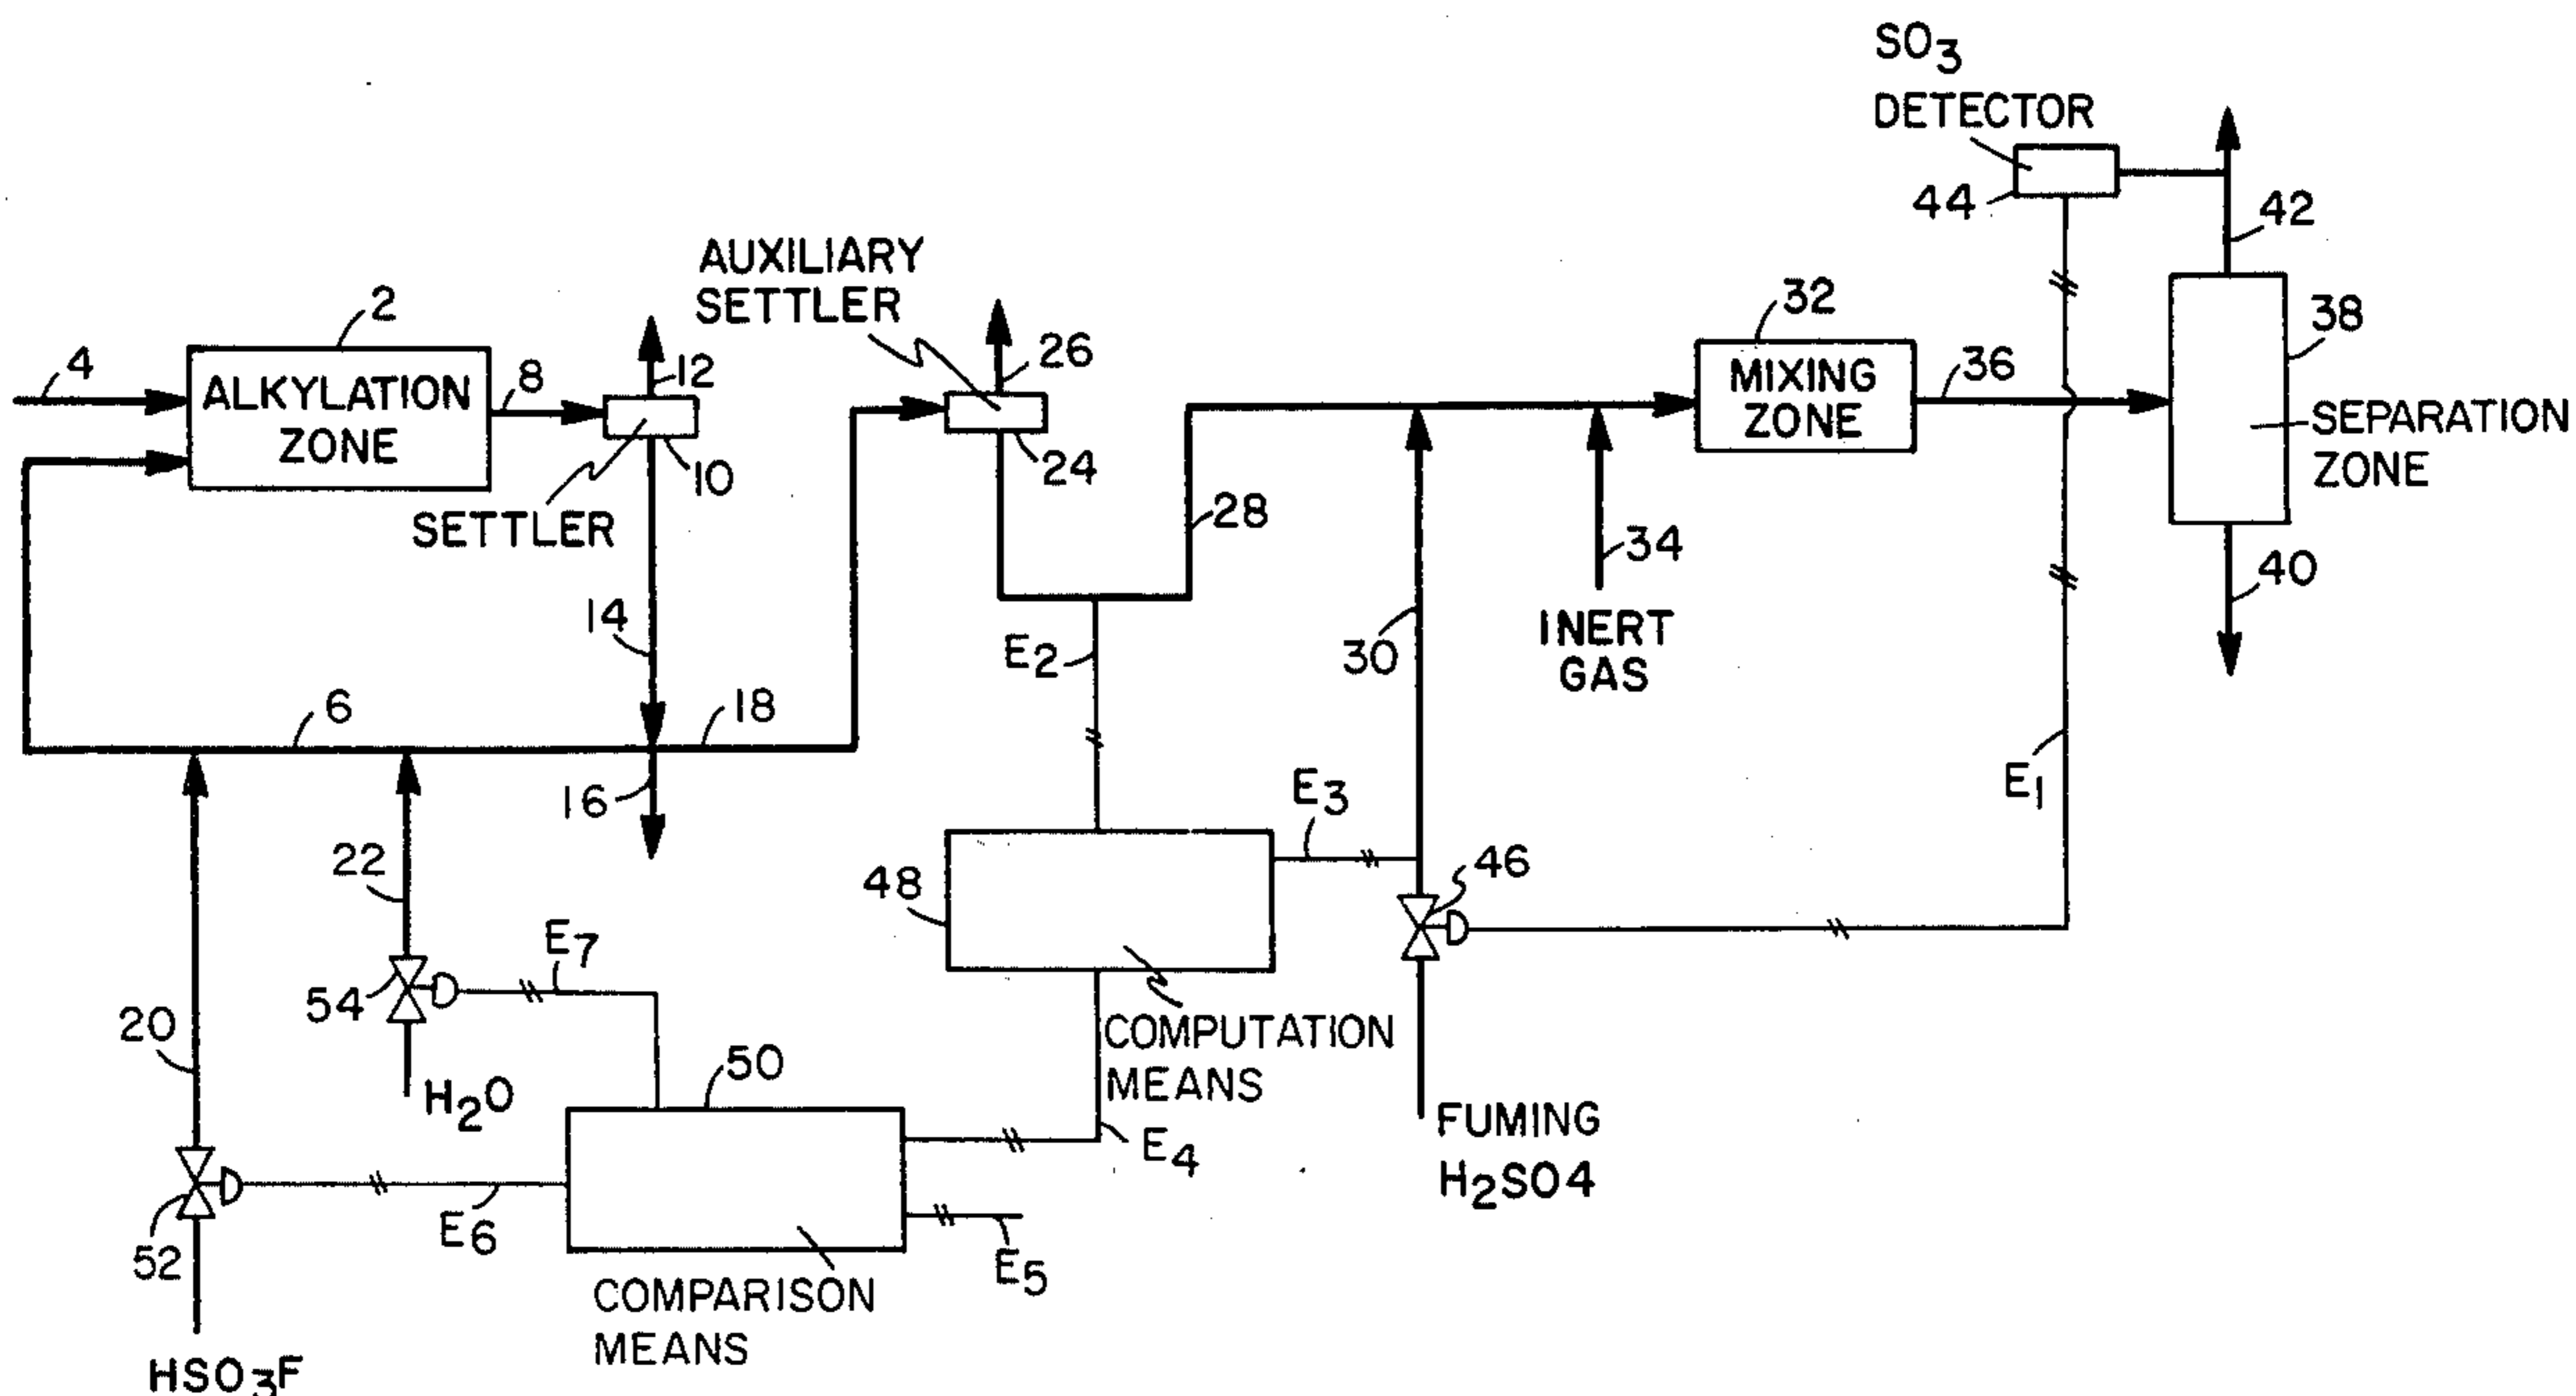 SO3
DETECTOR
44
42
AUXILIARY
SETTLER
2
32
38
4
ALKYLATION
ZONE
8
12
26
MIXING
ZONE
36
SEPARATION
ZONE
10
24
SETTLER
28
34
40
14
E2
30
INERT
GAS
6
18
16
E3
E1
22
48
46
E7
54
20
COMPUTATION
MEANS
50
H2O
FUMING
H2SO4
E4
E6
52
E5
COMPARISON
MEANS
HSO3F